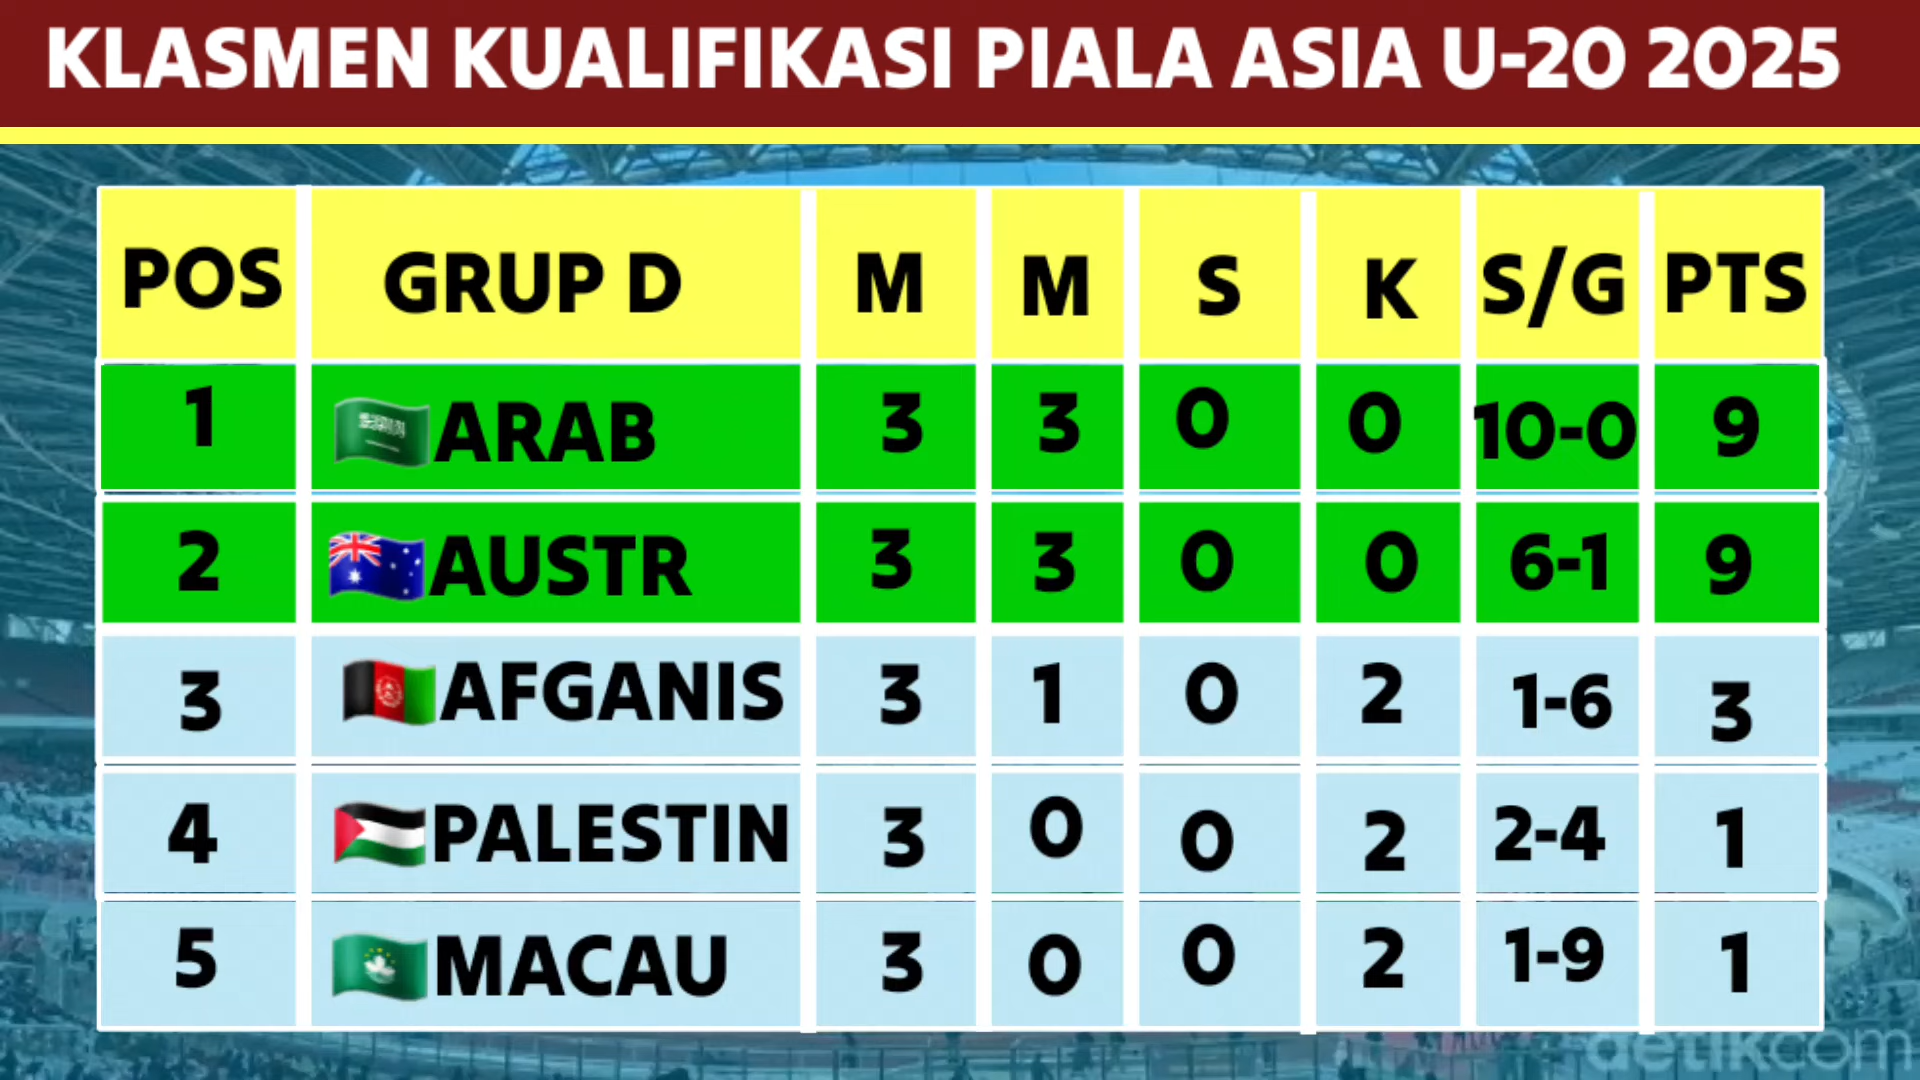 KLASMEN KUALIFIKASI PIALA ASIA U-20 2025
POS GRUP D M M S K S/G PTS
1 ARAB 3 3 0 0 10-0 9
2 AUSTR 3 3 0 0 6-1 9
3 AFGANIS 3 1 0 2 1-6 3
4 PALESTIN 3 0 0 2 2-4 1
5 MACAU 3 0 0 2 1-9 1
detikcom